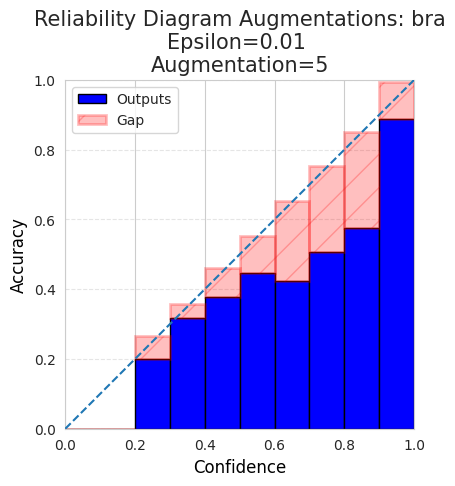 Reliability Diagram Augmentations: bra
Epsilon=0.01
Augmentation=5
1.0
0.8
0.6
0.4
0.2
0.0
Accuracy
Outputs
Gap
0.0 0.2 0.4 0.6 0.8 1.0
Confidence